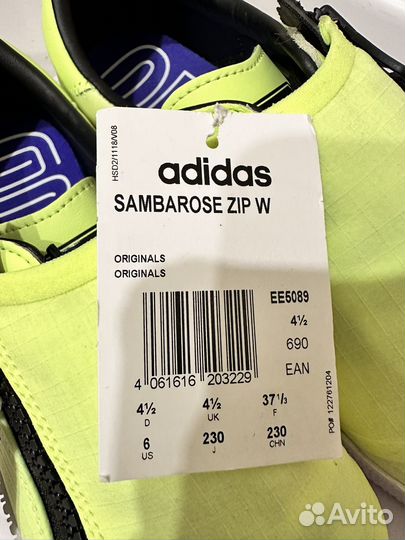 HSD2/1118/V08
adidas
SAMBAROSE ZIP W
ORIGINALS
ORIGINALS
EE5089
4½
690
EAN
4 061616 203229
4½ 4½ 37⅓
D UK F
6 230 230
US J CHN
PO# 122761204
Avito